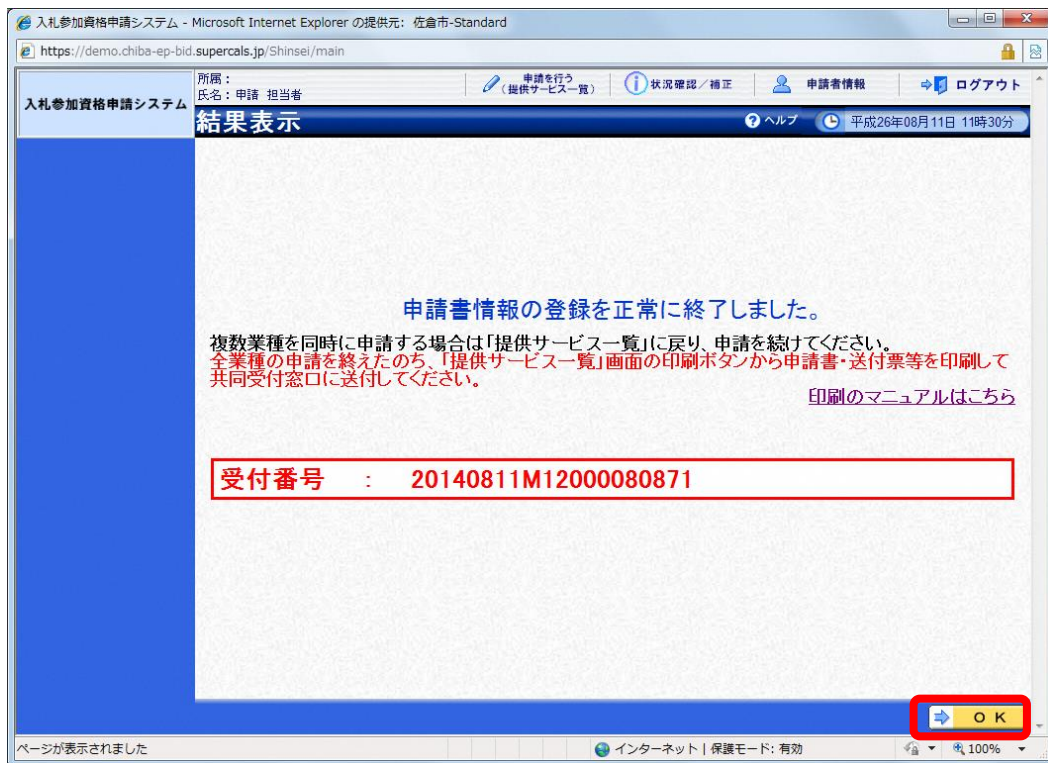 入札参加資格申請システム - Microsoft Internet Explorer の提供元: 佐倉市-Standard
https://demo.chiba-ep-bid.supercals.jp/Shinsei/main
入札参加資格申請システム
所属：
氏名：申請 担当者
申請を行う
（提供サービス一覧）
状況確認／補正
申請者情報
ログアウト
結果表示
ヘルプ
平成26年08月11日 11時30分
申請書情報の登録を正常に終了しました。
複数業種を同時に申請する場合は「提供サービス一覧」に戻り、申請を続けてください。
全業種の申請を終えたのち、「提供サービス一覧」画面の印刷ボタンから申請書・送付票等を印刷して
共同受付窓口に送付してください。
印刷のマニュアルはこちら
受付番号 ： 20140811M12000080871
ＯＫ
ページが表示されました
インターネット | 保護モード: 有効
100%